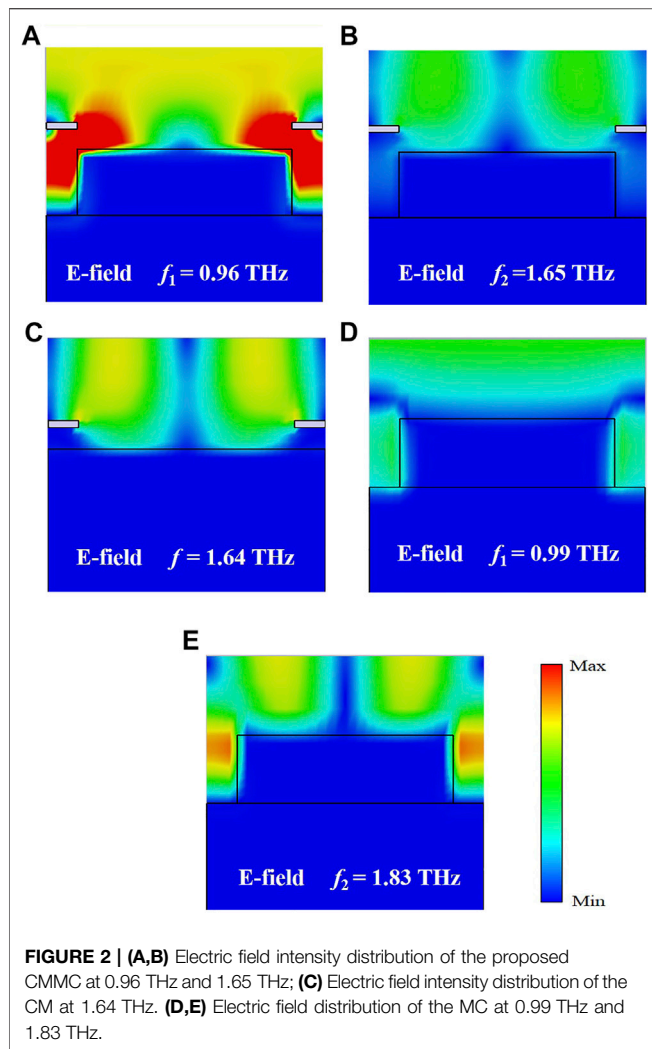 A
B
E-field f₁ = 0.96 THz
E-field f₂ =1.65 THz
C
D
E-field f = 1.64 THz
E-field f₁ = 0.99 THz
E
Max
E-field f₂ = 1.83 THz
Min
FIGURE 2 | (A,B) Electric field intensity distribution of the proposed
CMMC at 0.96 THz and 1.65 THz; (C) Electric field intensity distribution of the
CM at 1.64 THz. (D,E) Electric field distribution of the MC at 0.99 THz and
1.83 THz.